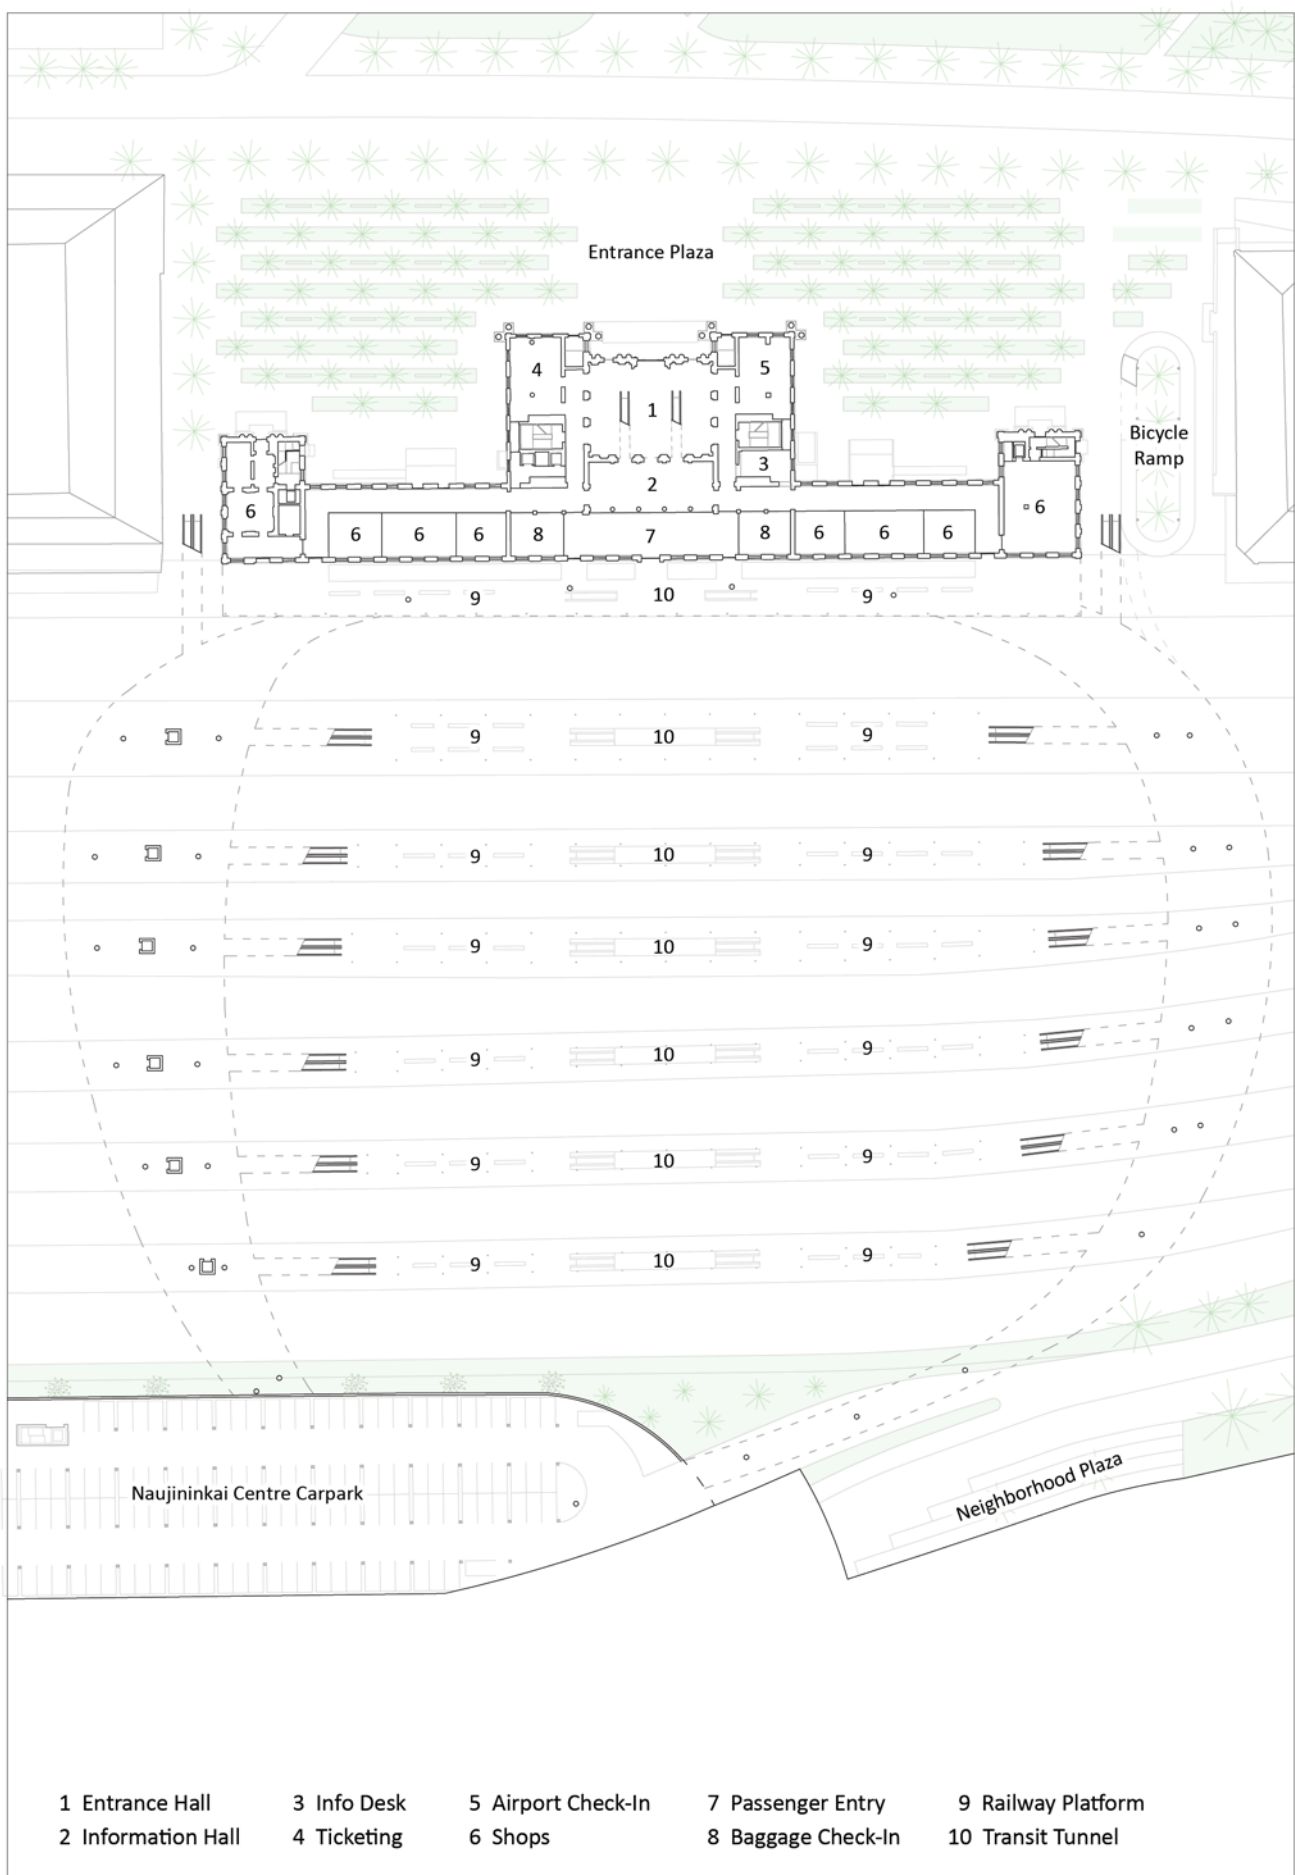 Entrance Plaza
4
5
1
Bicycle
Ramp
3
2
6
6
6
6
6
8
7
8
6
6
6
9
10
9
9
10
9
9
10
9
9
10
9
9
10
9
9
10
9
9
10
9
Naujininkai Centre Carpark
Neighborhood Plaza
1 Entrance Hall
2 Information Hall
3 Info Desk
4 Ticketing
5 Airport Check-In
6 Shops
7 Passenger Entry
8 Baggage Check-In
9 Railway Platform
10 Transit Tunnel